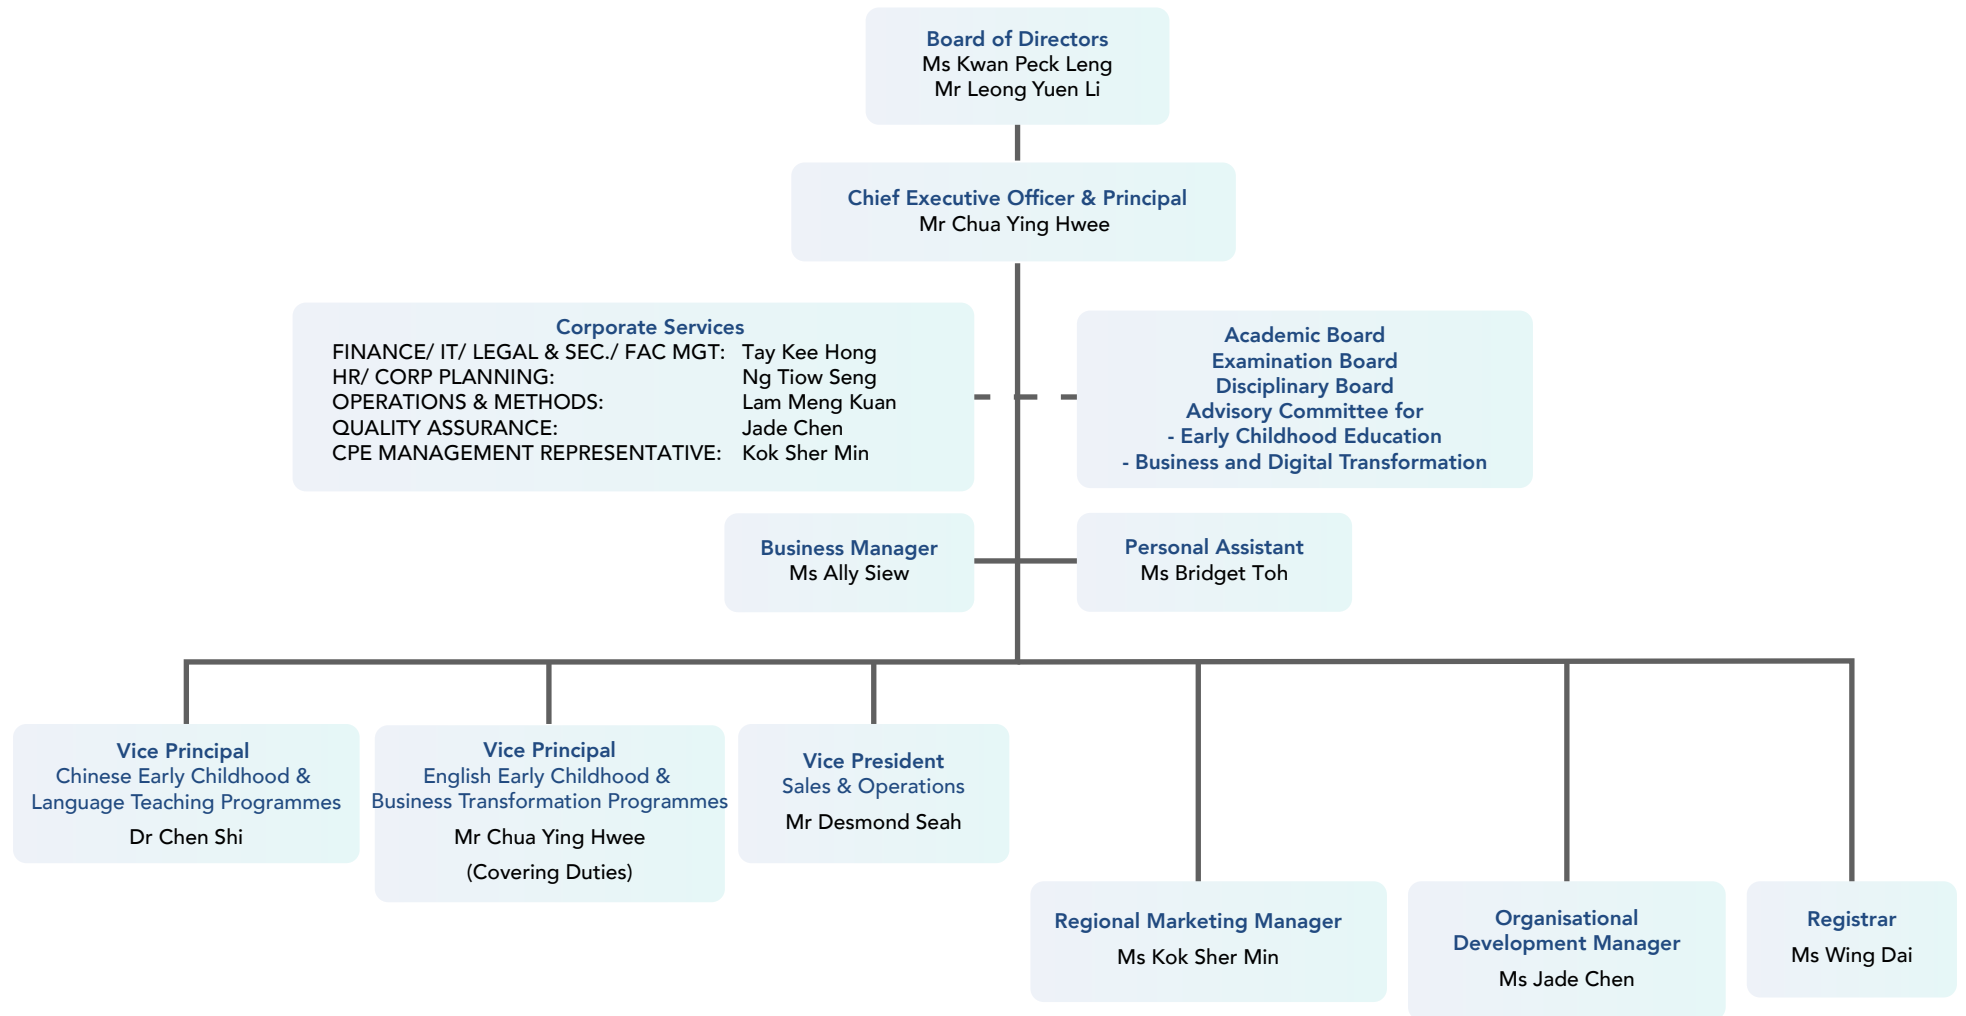 Board of Directors
Ms Kwan Peck Leng
Mr Leong Yuen Li
Chief Executive Officer & Principal
Mr Chua Ying Hwee
Corporate Services
FINANCE/ IT/ LEGAL & SEC./ FAC MGT: Tay Kee Hong
HR/ CORP PLANNING: Ng Tiow Seng
OPERATIONS & METHODS: Lam Meng Kuan
QUALITY ASSURANCE: Jade Chen
CPE MANAGEMENT REPRESENTATIVE: Kok Sher Min
Academic Board
Examination Board
Disciplinary Board
Advisory Committee for
- Early Childhood Education
- Business and Digital Transformation
Business Manager
Ms Ally Siew
Personal Assistant
Ms Bridget Toh
Vice Principal
Chinese Early Childhood &
Language Teaching Programmes
Dr Chen Shi
Vice Principal
English Early Childhood &
Business Transformation Programmes
Mr Chua Ying Hwee
(Covering Duties)
Vice President
Sales & Operations
Mr Desmond Seah
Regional Marketing Manager
Ms Kok Sher Min
Organisational
Development Manager
Ms Jade Chen
Registrar
Ms Wing Dai